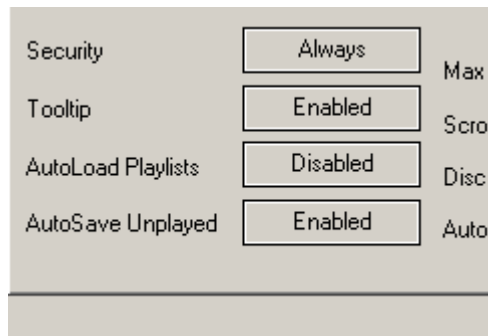 Security Always
Max
Tooltip Enabled
Scro
AutoLoad Playlists Disabled
Disc
AutoSave Unplayed Enabled
Auto